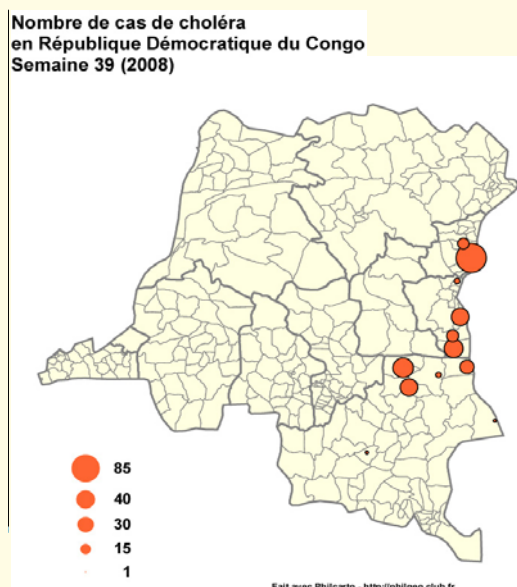 Nombre de cas de choléra
en République Démocratique du Congo
Semaine 39 (2008)
85
40
30
15
1
Fait avec Philcarto - http://philgeo.club.fr